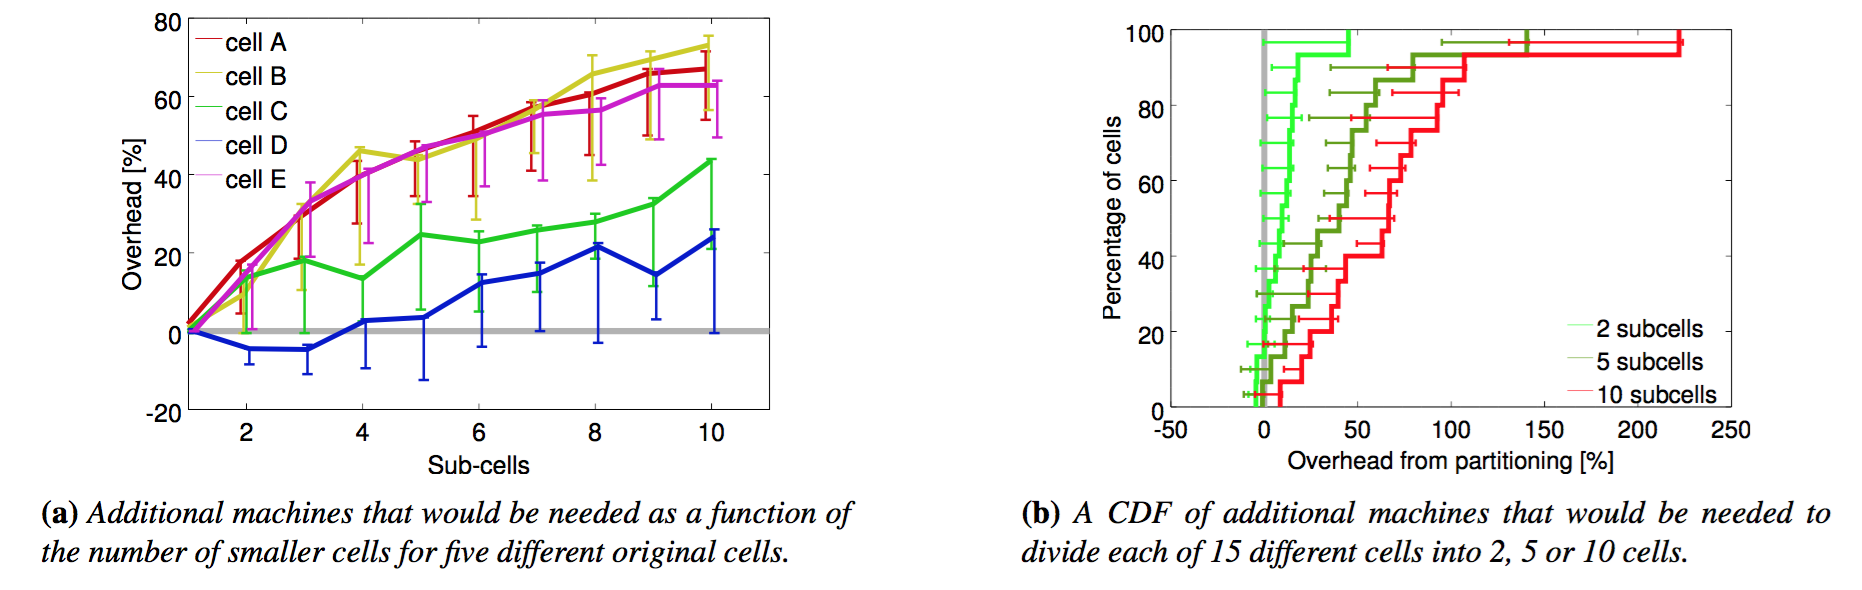 80
60
40
20
0
-20
Overhead [%]
cell A
cell B
cell C
cell D
cell E
2 4 6 8 10
Sub-cells
(a) Additional machines that would be needed as a function of
the number of smaller cells for five different original cells.
100
80
60
40
20
0
Percentage of cells
2 subcells
5 subcells
10 subcells
-50 0 50 100 150 200 250
Overhead from partitioning [%]
(b) A CDF of additional machines that would be needed to
divide each of 15 different cells into 2, 5 or 10 cells.